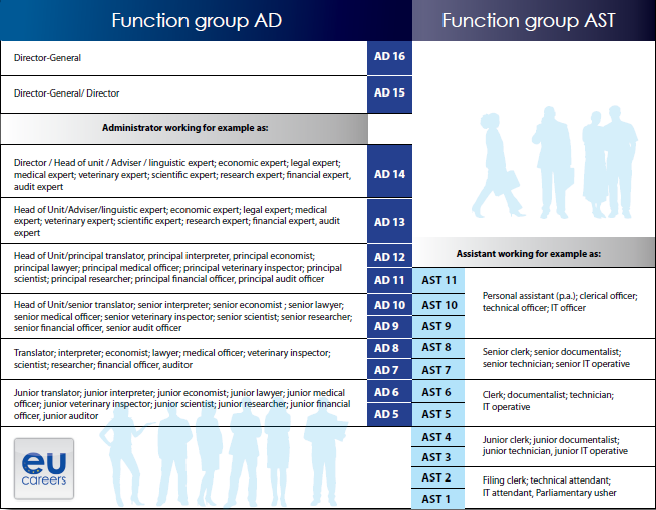 Function group AD
Function group AST
Director-General
AD 16
Director-General/ Director
AD 15
Administrator working for example as:
Director / Head of unit / Adviser / linguistic expert; economic expert; legal expert;
medical expert; veterinary expert; scientific expert; research expert; financial expert,
audit expert
AD 14
Head of Unit/Adviser/linguistic expert; economic expert; legal expert; medical
expert; veterinary expert; scientific expert; research expert; financial expert, audit
expert
AD 13
Head of Unit/principal translator, principal interpreter, principal economist;
principal lawyer; principal medical officer; principal veterinary inspector; principal
scientist; principal researcher; principal financial officer, principal audit officer
AD 12
AD 11
Head of Unit/senior translator; senior interpreter; senior economist ; senior lawyer;
senior medical officer; senior veterinary inspector; senior scientist; senior researcher;
senior financial officer, senior audit officer
AD 10
AD 9
Translator; interpreter; economist; lawyer; medical officer; veterinary inspector;
scientist; researcher; financial officer, auditor
AD 8
AD 7
Junior translator; junior interpreter; junior economist; junior lawyer; junior medical
officer; junior veterinary inspector; junior scientist; junior researcher; junior financial
officer, junior auditor
AD 6
AD 5
Assistant working for example as:
AST 11
AST 10
AST 9
Personal assistant (p.a.); clerical officer;
technical officer; IT officer
AST 8
AST 7
Senior clerk; senior documentalist;
senior technician; senior IT operative
AST 6
AST 5
Clerk; documentalist; technician;
IT operative
AST 4
AST 3
Junior clerk; junior documentalist;
junior technician, junior IT operative
AST 2
AST 1
Filing clerk; technical attendant;
IT attendant, Parliamentary usher
eu
careers